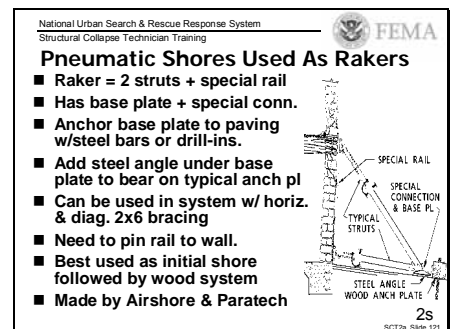 National Urban Search & Rescue Response System
Structural Collapse Technician Training
FEMA
Pneumatic Shores Used As Rakers
■ Raker = 2 struts + special rail
■ Has base plate + special conn.
■ Anchor base plate to paving
w/steel bars or drill-ins.
■ Add steel angle under base
plate to bear on typical anch pl
■ Can be used in system w/ horiz.
& diag. 2x6 bracing
■ Need to pin rail to wall.
■ Best used as initial shore
followed by wood system
■ Made by Airshore & Paratech
SPECIAL RAIL
SPECIAL
CONNECTION
& BASE PL
TYPICAL
STRUTS
STEEL ANGLE
WOOD ANCH PLATE
2s
SCT2a Slide 121